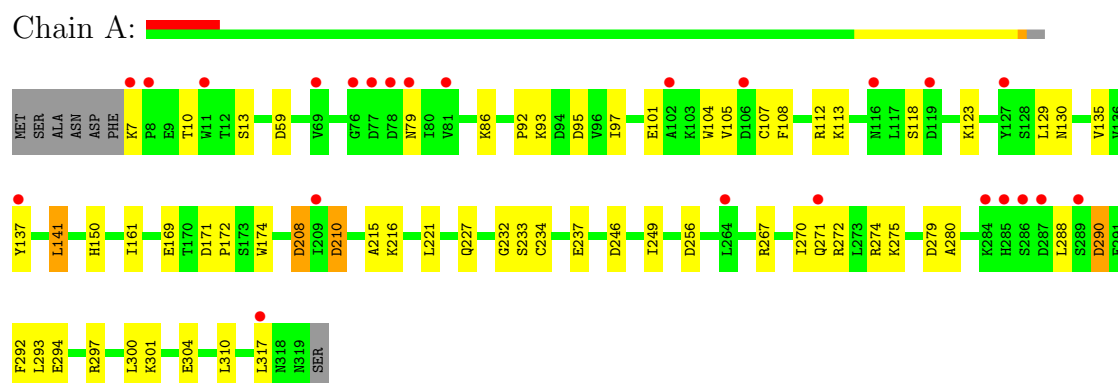 Chain A:
MET SER ALA ASN ASP PHE K7 P8 E9 T10 W11 T12 S13 D59 V69 G76 D77 D78 N79 I80 V81 K86 P92 K93 D94 D95 V96 I97 E101 A102 K103 W104 V105 D106 C107 F108 R112 K113 N116 L117 S118 D119 K123 Y127 S128 L129 N130 V135
Y137 L141 H150 I161 E169 T170 D171 P172 S173 W174 D208 I209 D210 A215 K216 L221 Q227 G232 S233 C234 E237 D246 I249 D256 L264 R267 I270 Q271 R272 L273 R274 K275 D279 A280 K284 H285 S286 D287 L288 S289 D290
F292 L293 E294 R297 L300 K301 E304 L310 L317 N318 N319 SER